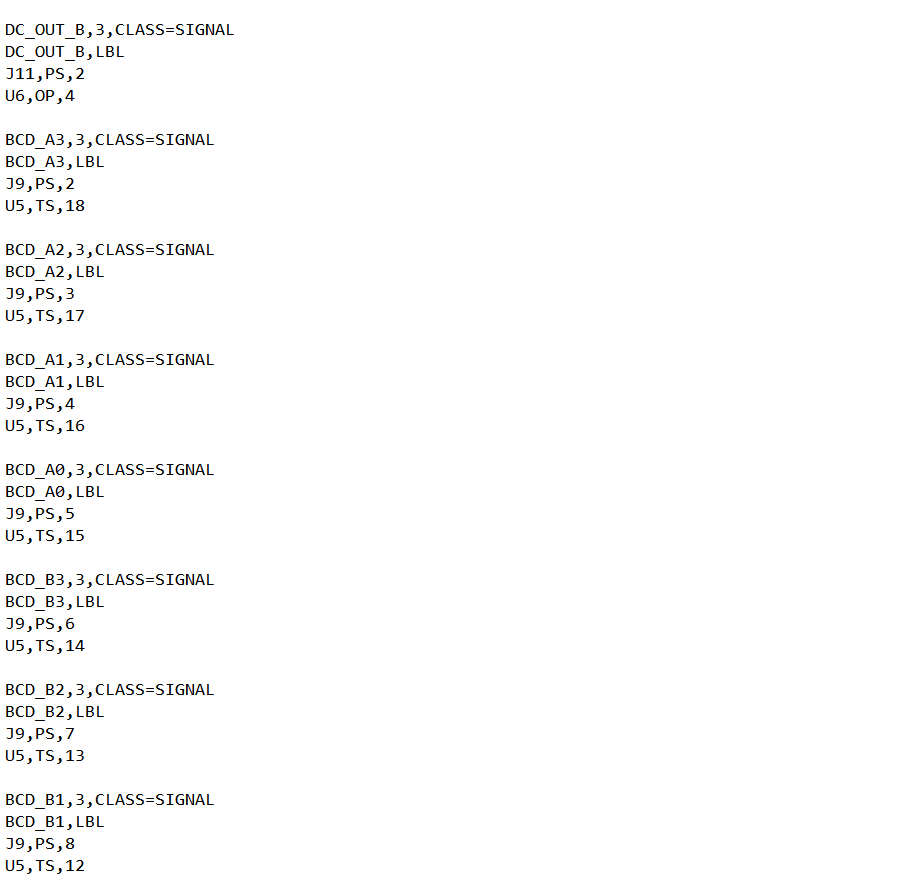 DC_OUT_B,3,CLASS=SIGNAL
DC_OUT_B,LBL
J11,PS,2
U6,OP,4

BCD_A3,3,CLASS=SIGNAL
BCD_A3,LBL
J9,PS,2
U5,TS,18

BCD_A2,3,CLASS=SIGNAL
BCD_A2,LBL
J9,PS,3
U5,TS,17

BCD_A1,3,CLASS=SIGNAL
BCD_A1,LBL
J9,PS,4
U5,TS,16

BCD_A0,3,CLASS=SIGNAL
BCD_A0,LBL
J9,PS,5
U5,TS,15

BCD_B3,3,CLASS=SIGNAL
BCD_B3,LBL
J9,PS,6
U5,TS,14

BCD_B2,3,CLASS=SIGNAL
BCD_B2,LBL
J9,PS,7
U5,TS,13

BCD_B1,3,CLASS=SIGNAL
BCD_B1,LBL
J9,PS,8
U5,TS,12